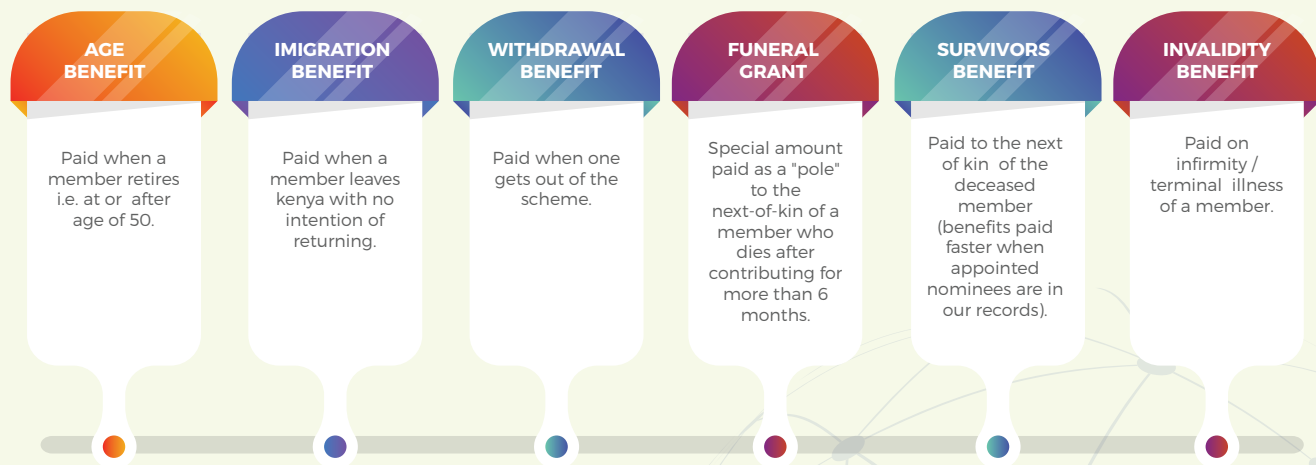 AGE
BENEFIT
Paid when a
member retires
i.e. at or after
age of 50.
IMIGRATION
BENEFIT
Paid when a
member leaves
kenya with no
intention of
returning.
WITHDRAWAL
BENEFIT
Paid when one
gets out of the
scheme.
FUNERAL
GRANT
Special amount
paid as a "pole"
to the
next-of-kin of a
member who
dies after
contributing for
more than 6
months.
SURVIVORS
BENEFIT
Paid to the next
of kin of the
deceased
member
(benefits paid
faster when
appointed
nominees are in
our records).
INVALIDITY
BENEFIT
Paid on
infirmity /
terminal illness
of a member.